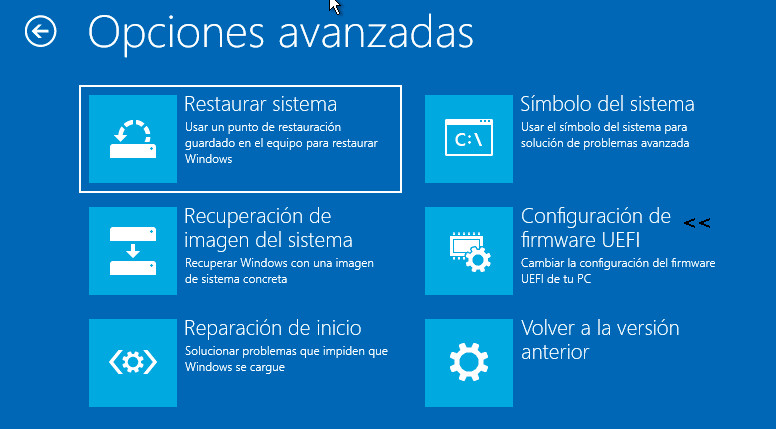 Opciones avanzadas
Restaurar sistema
Usar un punto de restauración
guardado en el equipo para restaurar
Windows
Símbolo del sistema
Usar el símbolo del sistema para
solución de problemas avanzada
C:\
Recuperación de
imagen del sistema
Recuperar Windows con una imagen
de sistema concreta
Configuración de <<
firmware UEFI
Cambiar la configuración del firmware
UEFI de tu PC
Reparación de inicio
Solucionar problemas que impiden que
Windows se cargue
Volver a la versión
anterior